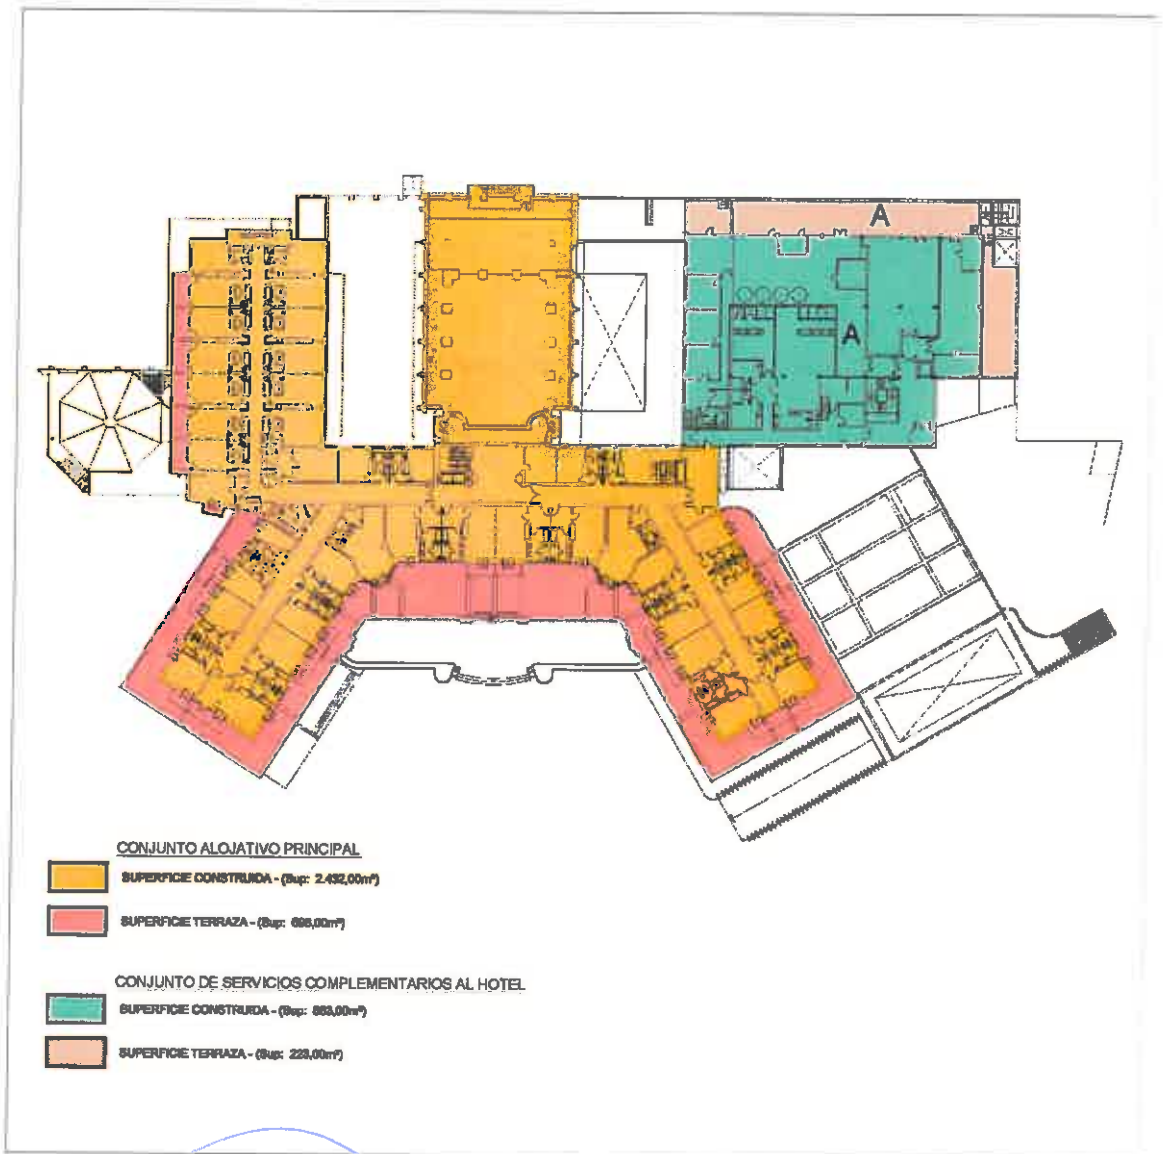 A
A
CONJUNTO ALOJATIVO PRINCIPAL
SUPERFICIE CONSTRUIDA - (Sup: 2.432,00m²)
SUPERFICIE TERRAZA - (Sup:
CONJUNTO DE SERVICIOS COMPLEMENTARIOS AL HOTEL
SUPERFICIE CONSTRUIDA - (Sup:
SUPERFICIE TERRAZA - (Sup: 223,00m²)